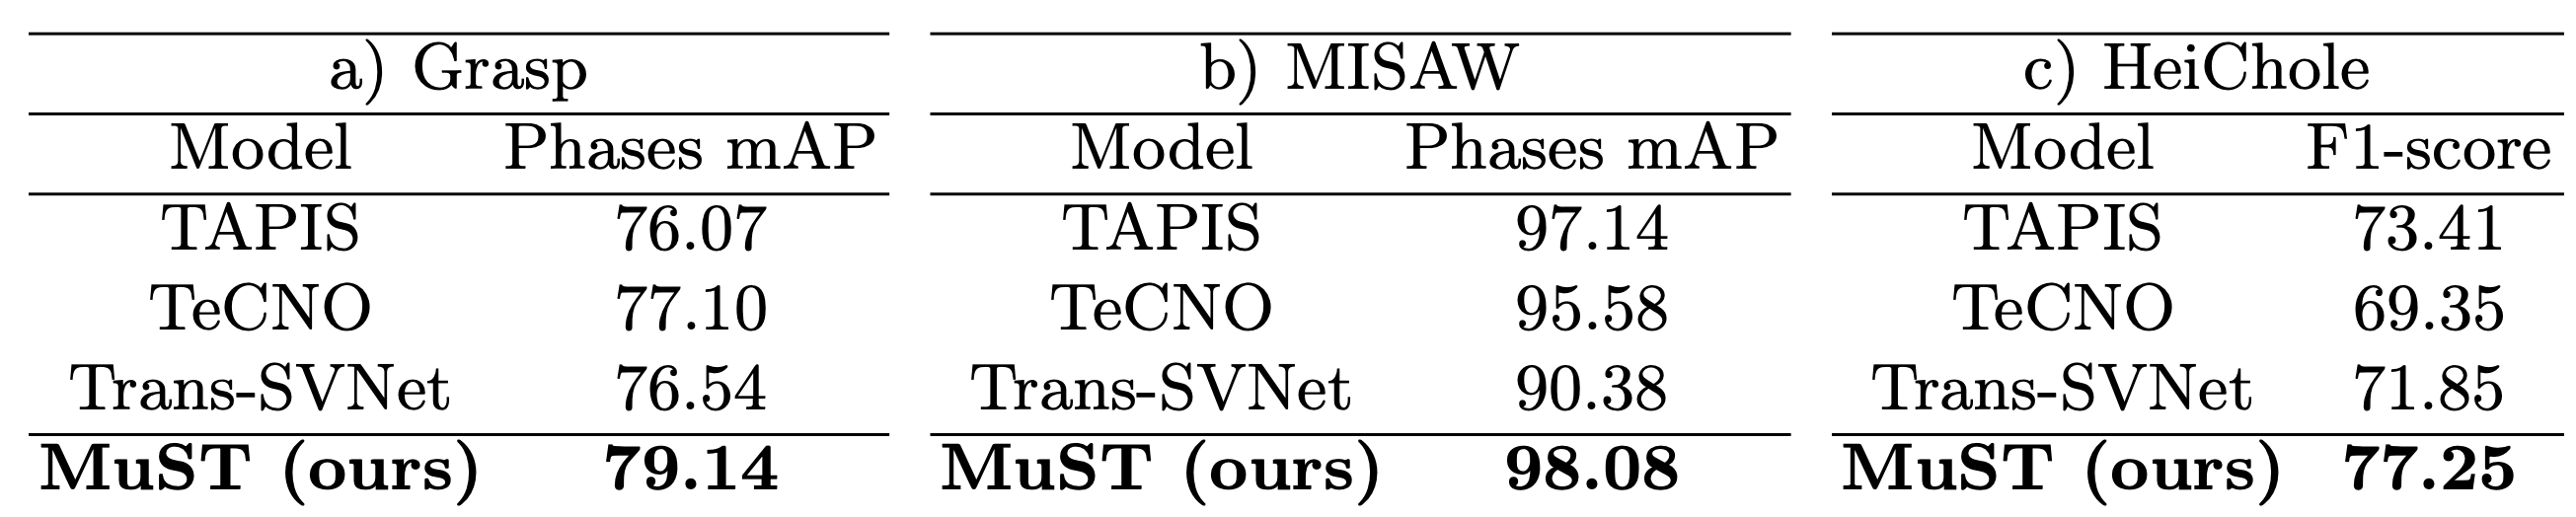 a) Grasp
Model Phases mAP
TAPIS 76.07
TeCNO 77.10
Trans-SVNet 76.54
MuST (ours) 79.14
b) MISAW
Model Phases mAP
TAPIS 97.14
TeCNO 95.58
Trans-SVNet 90.38
MuST (ours) 98.08
c) HeiChole
Model F1-score
TAPIS 73.41
TeCNO 69.35
Trans-SVNet 71.85
MuST (ours) 77.25